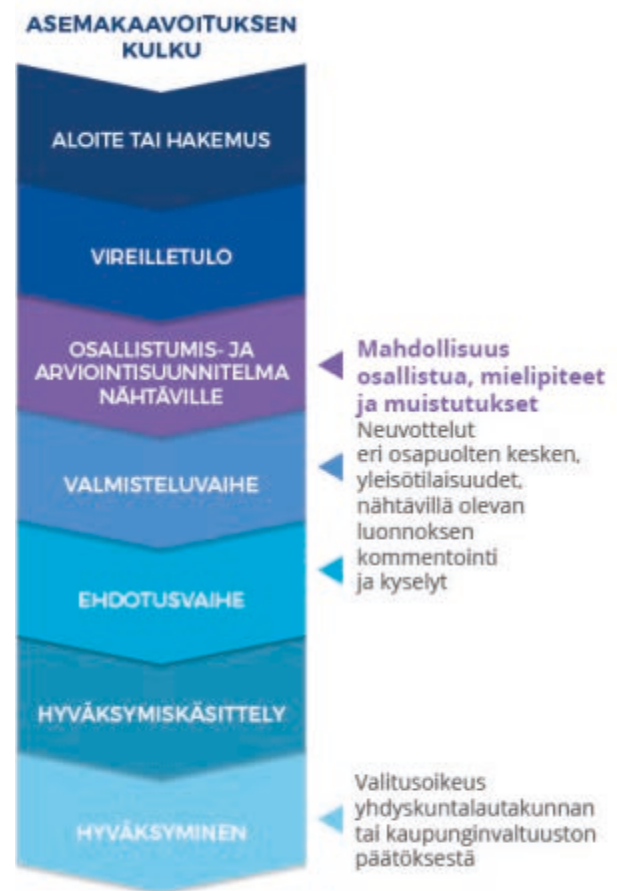 ASEMAKAAVOITUKSEN
KULKU
ALOITE TAI HAKEMUS
VIREILLETULO
OSALLISTUMIS- JA
ARVIOINTISUUNNITELMA
NÄHTÄVILLE
Mahdollisuus
osallistua, mielipiteet
ja muistutukset
Neuvottelut
eri osapuolten kesken,
yleisötilaisuudet,
nähtävillä olevan
luonnoksen
kommentointi
ja kyselyt
VALMISTELUVAIHE
EHDOTUSVAIHE
HYVÄKSYMISKÄSITTELY
HYVÄKSYMINEN
Valitusoikeus
yhdyskuntalautakunnan
tai kaupunginvaltuuston
päätöksestä